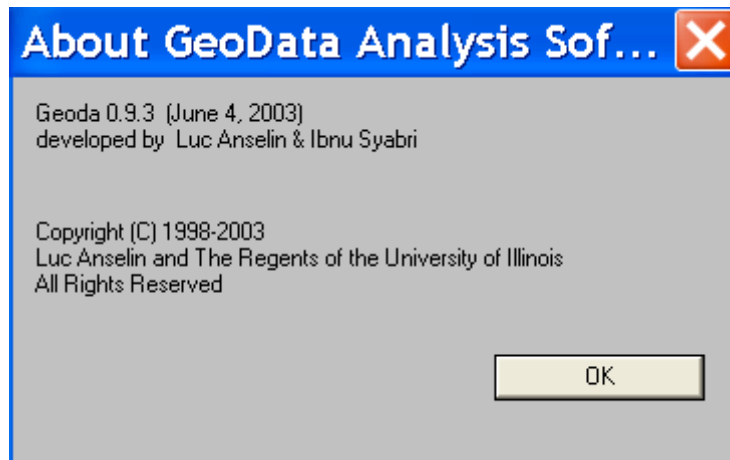 About GeoData Analysis Sof...
Geoda 0.9.3 (June 4, 2003)
developed by Luc Anselin & Ibnu Syabri
Copyright (C) 1998-2003
Luc Anselin and The Regents of the University of Illinois
All Rights Reserved
OK